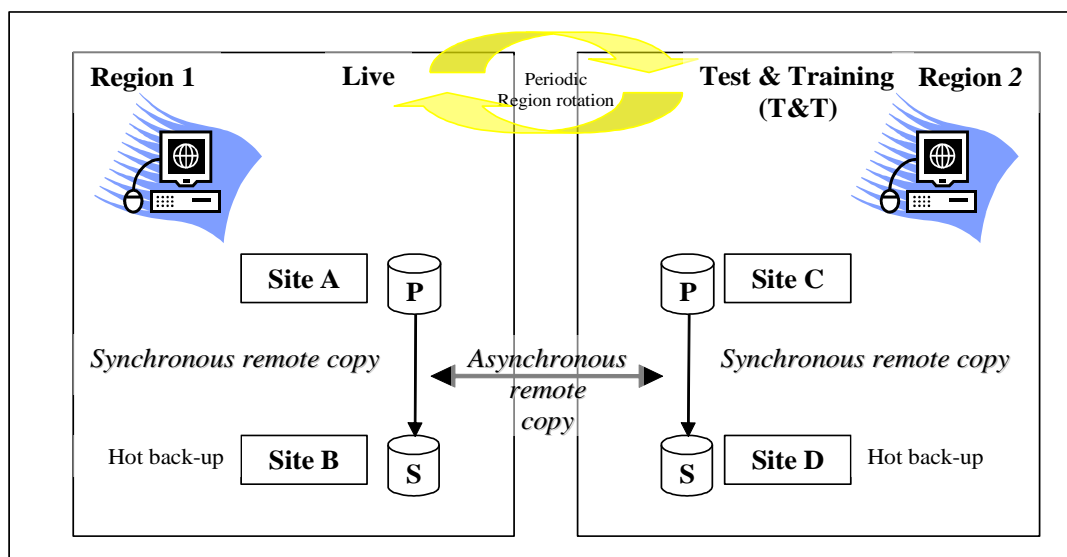 Region 1
Live
Periodic
Region rotation
Test & Training
(T&T)
Region 2
Site A
P
P
Site C
Synchronous remote copy
Asynchronous
remote
copy
Synchronous remote copy
Hot back-up
Site B
S
S
Site D
Hot back-up